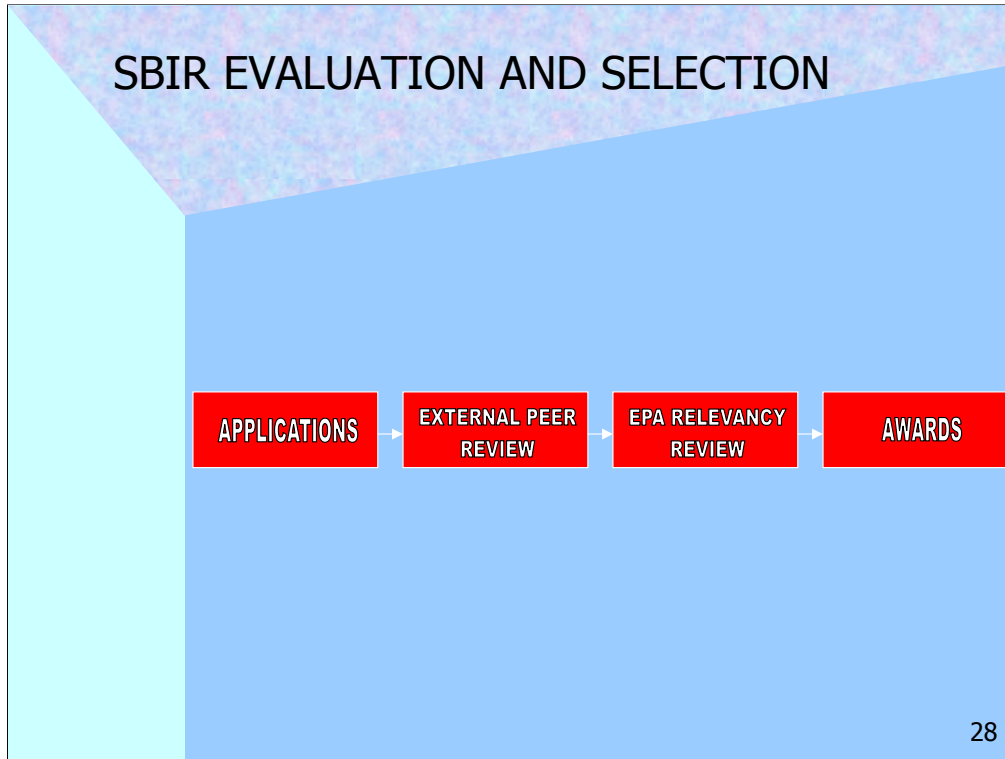 SBIR EVALUATION AND SELECTION
APPLICATIONS
EXTERNAL PEER
REVIEW
EPA RELEVANCY
REVIEW
AWARDS
28